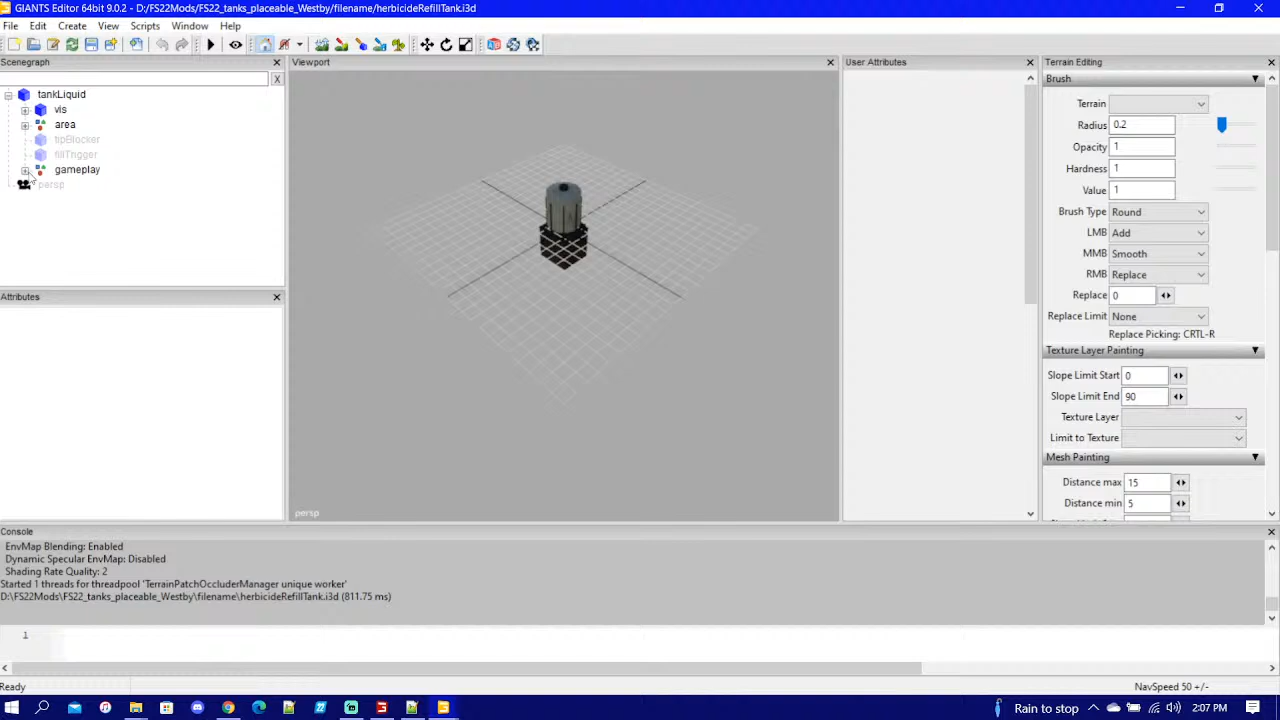 GIANTS Editor 64bit 9.0.2 - D:/FS22Mods/FS22_tanks_placeable_Westby/filename/herbicideRefillTank.i3d
File Edit Create View Scripts Window Help
Scenegraph
X
tankLiquid
vis
area
tipBlocker
fillTrigger
gameplay
persp
Attributes
Viewport
persp
User Attributes
Terrain Editing
Brush
Terrain
Radius 0.2
Opacity 1
Hardness 1
Value 1
Brush Type Round
LMB Add
MMB Smooth
RMB Replace
Replace 0
Replace Limit None
Replace Picking: CRTL-R
Texture Layer Painting
Slope Limit Start 0
Slope Limit End 90
Texture Layer
Limit to Texture
Mesh Painting
Distance max 15
Distance min 5
Console
EnvMap Blending: Enabled
Dynamic Specular EnvMap: Disabled
Shading Rate Quality: 2
Started 1 threads for threadpool 'TerrainPatchOccluderManager unique worker'
D:\FS22Mods\FS22_tanks_placeable_Westby\filename\herbicideRefillTank.i3d (811.75 ms)
1
Ready
NavSpeed 50 +/-
Rain to stop
2:07 PM